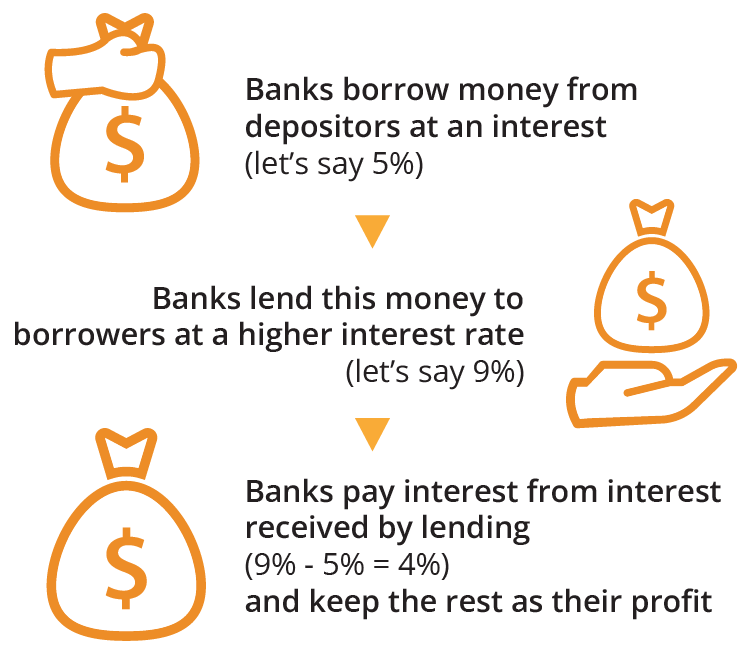 $
Banks borrow money from
depositors at an interest
(let’s say 5%)
Banks lend this money to
borrowers at a higher interest rate
(let’s say 9%)
$
$
Banks pay interest from interest
received by lending
(9% - 5% = 4%)
and keep the rest as their profit